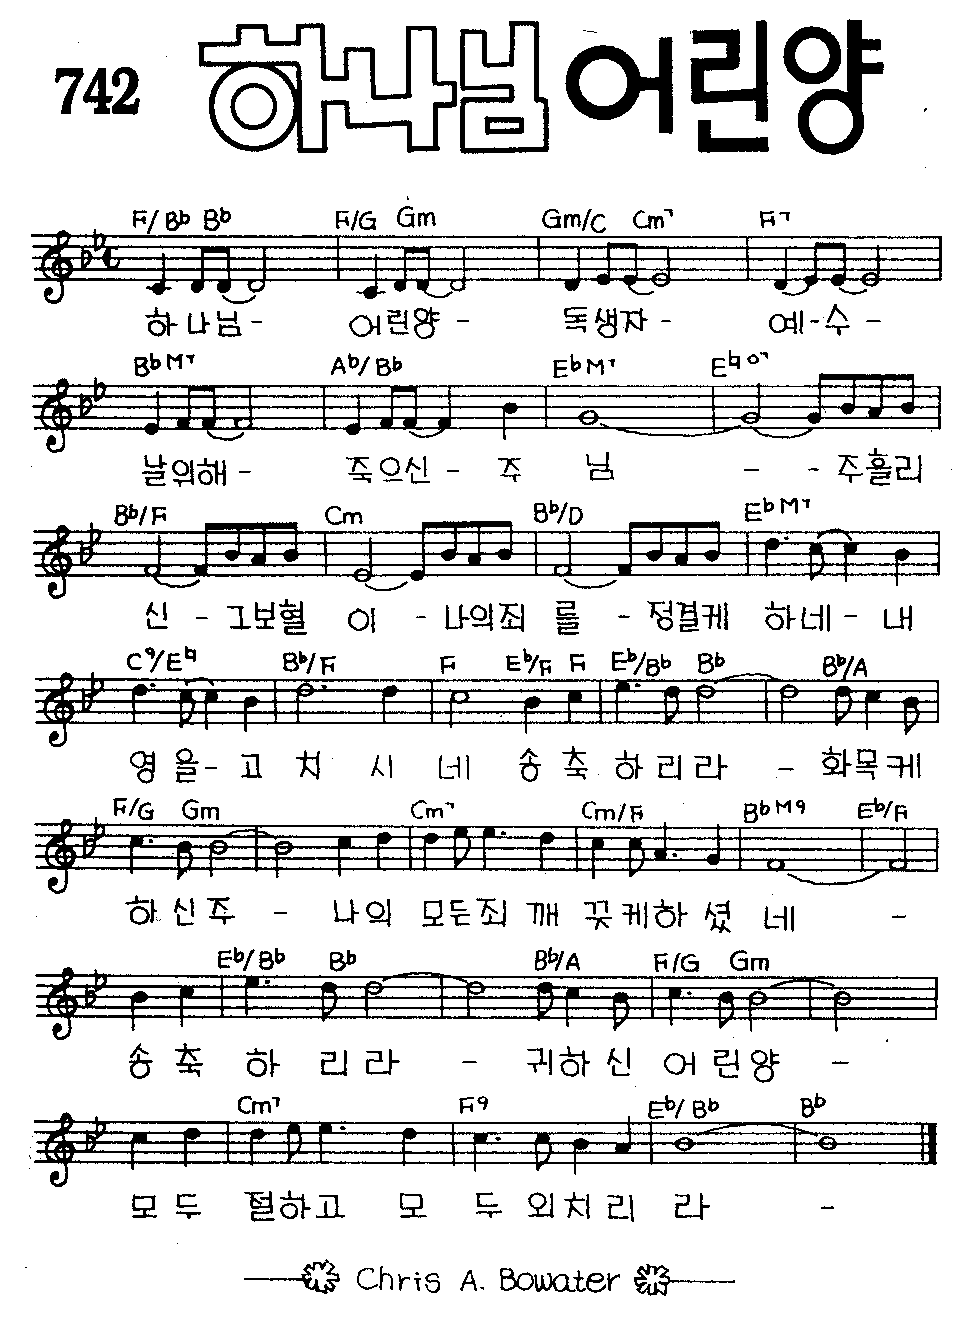 742 하나님 어린양
F/B♭ B♭ F/G Gm Gm/C Cm7 F7
하나님- 어린양- 독생자- 예-수-
B♭M7 A♭/B♭ E♭M7 E♮o7
날위해- 죽으신- 주 님 - - 주흘리
B♭/F Cm B♭/D E♭M7
신 - 그보혈 이 - 나의죄 를 - 정결케 하네- 내
C9/E♮ B♭/F F E♭/F F E♭/B♭ B♭ B♭/A
영 을- 고 치 시 네 송 축 하리라 - 화목케
F/G Gm Cm7 Cm/F B♭M9 E♭/F
하신주 - 나의 모든죄 깨 끗케하 셨 네 -
E♭/B♭ B♭ B♭/A F/G Gm
송 축 하 리라 - 귀하신 어린양 -
Cm7 F9 E♭/B♭ B♭
모두 절하고 모 두 외치리 라 -
Chris A. Bowater